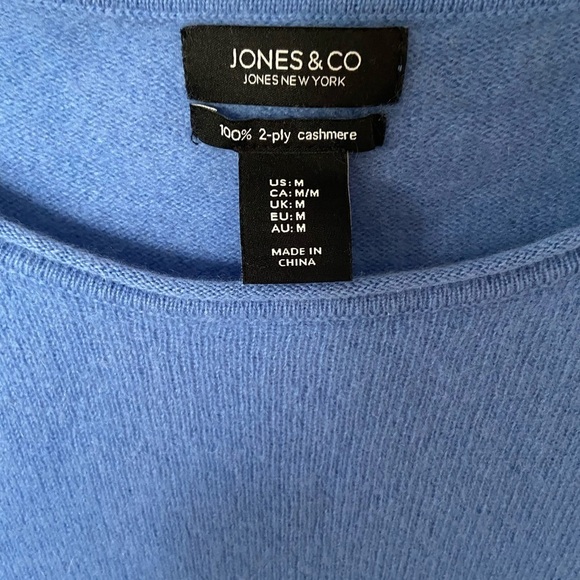 JONES & CO
JONES NEW YORK
100% 2-ply cashmere
US: M
CA: M/M
UK: M
EU: M
AU: M
MADE IN
CHINA